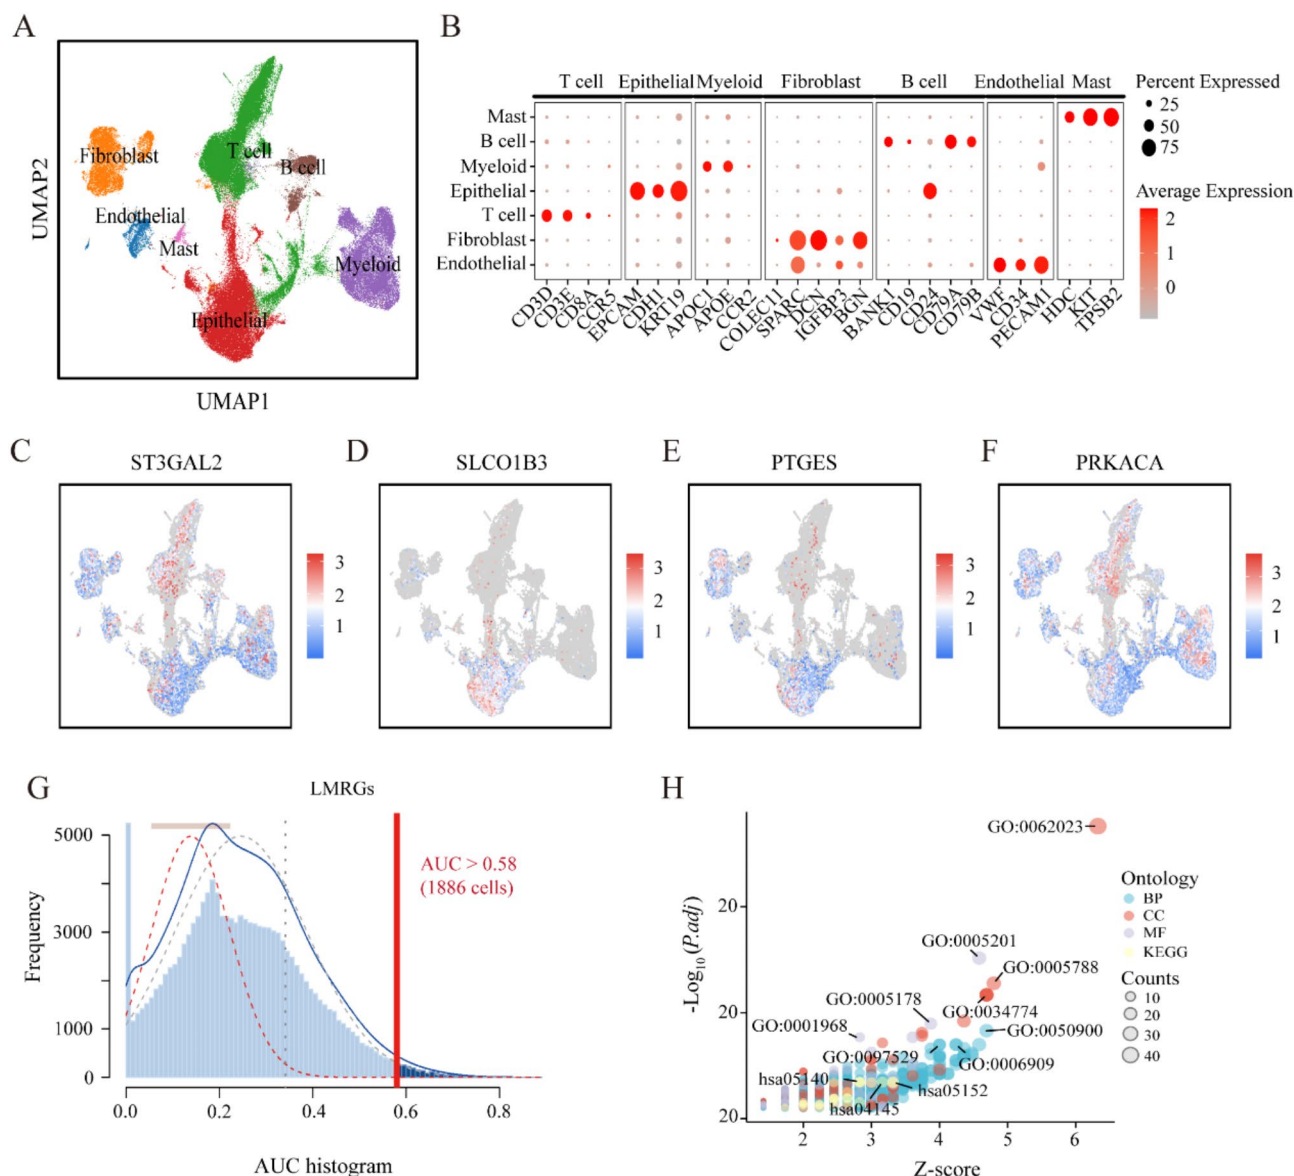 A
UMAP2
Fibroblast
T cell
B cell
Endothelial
Mast
Myeloid
Epithelial
UMAP1
B
T cell Epithelial Myeloid Fibroblast B cell Endothelial Mast
Mast
B cell
Myeloid
Epithelial
T cell
Fibroblast
Endothelial
CD3D
CD3E
CD8A
CCR5
EPCAM
CDH1
KRT19
APOC1
APOE
CCR2
COLEC11
SPARC
DCN
IGFBP3
BGN
BANK1
CD19
CD24
CD79A
CD79B
VWF
CD34
PECAM1
HDC
KIT
TPSB2
Percent Expressed
25
50
75
Average Expression
2
1
0
C
ST3GAL2
3
2
1
D
SLCO1B3
3
2
1
E
PTGES
3
2
1
F
PRKACA
3
2
1
G
LMRGs
Frequency
5000
3000
1000
0
AUC > 0.58
(1886 cells)
0.0 0.2 0.4 0.6 0.8
AUC histogram
H
-Log10 (P.adj)
20
20
20
GO:0062023
GO:0005201
GO:0005788
GO:0005178
GO:0034774
GO:0001968
GO:0050900
GO:0097529
GO:0006909
hsa05140
hsa05152
hsa04145
2 3 4 5 6
Z-score
Ontology
BP
CC
MF
KEGG
Counts
10
20
30
40